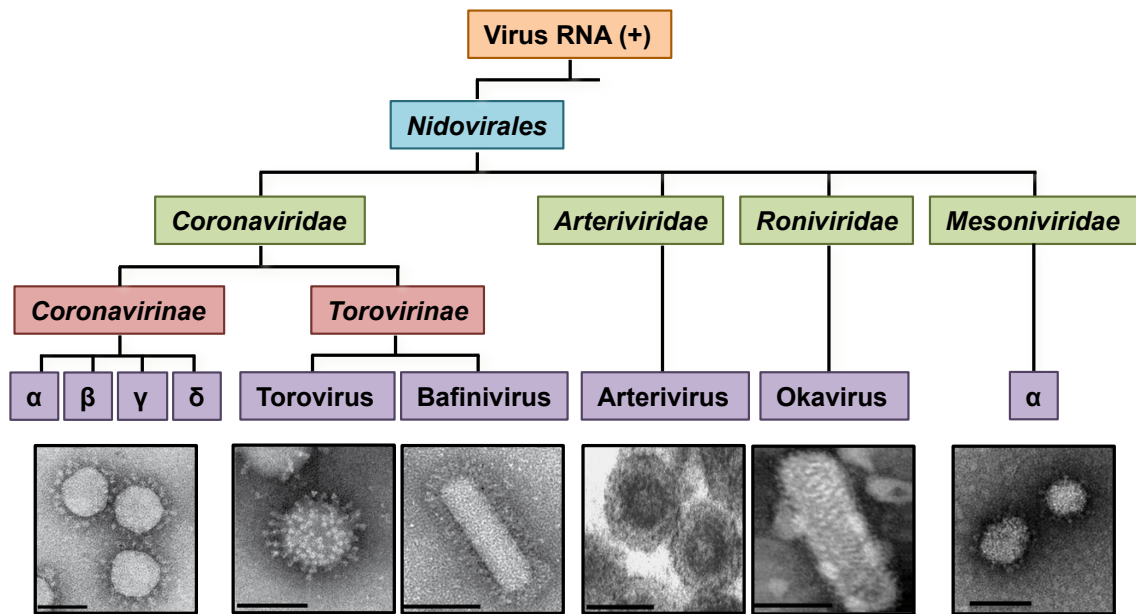 Virus RNA (+)
Nidovirales
Coronaviridae
Arteriviridae
Roniviridae
Mesoniviridae
Coronavirinae
Torovirinae
α
β
γ
δ
Torovirus
Bafinivirus
Arterivirus
Okavirus
α